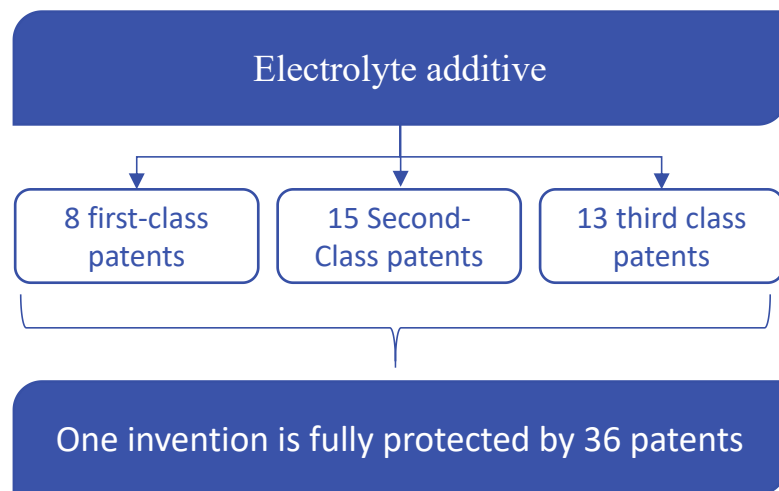 Electrolyte additive
8 first-class
patents
15 Second-
Class patents
13 third class
patents
One invention is fully protected by 36 patents